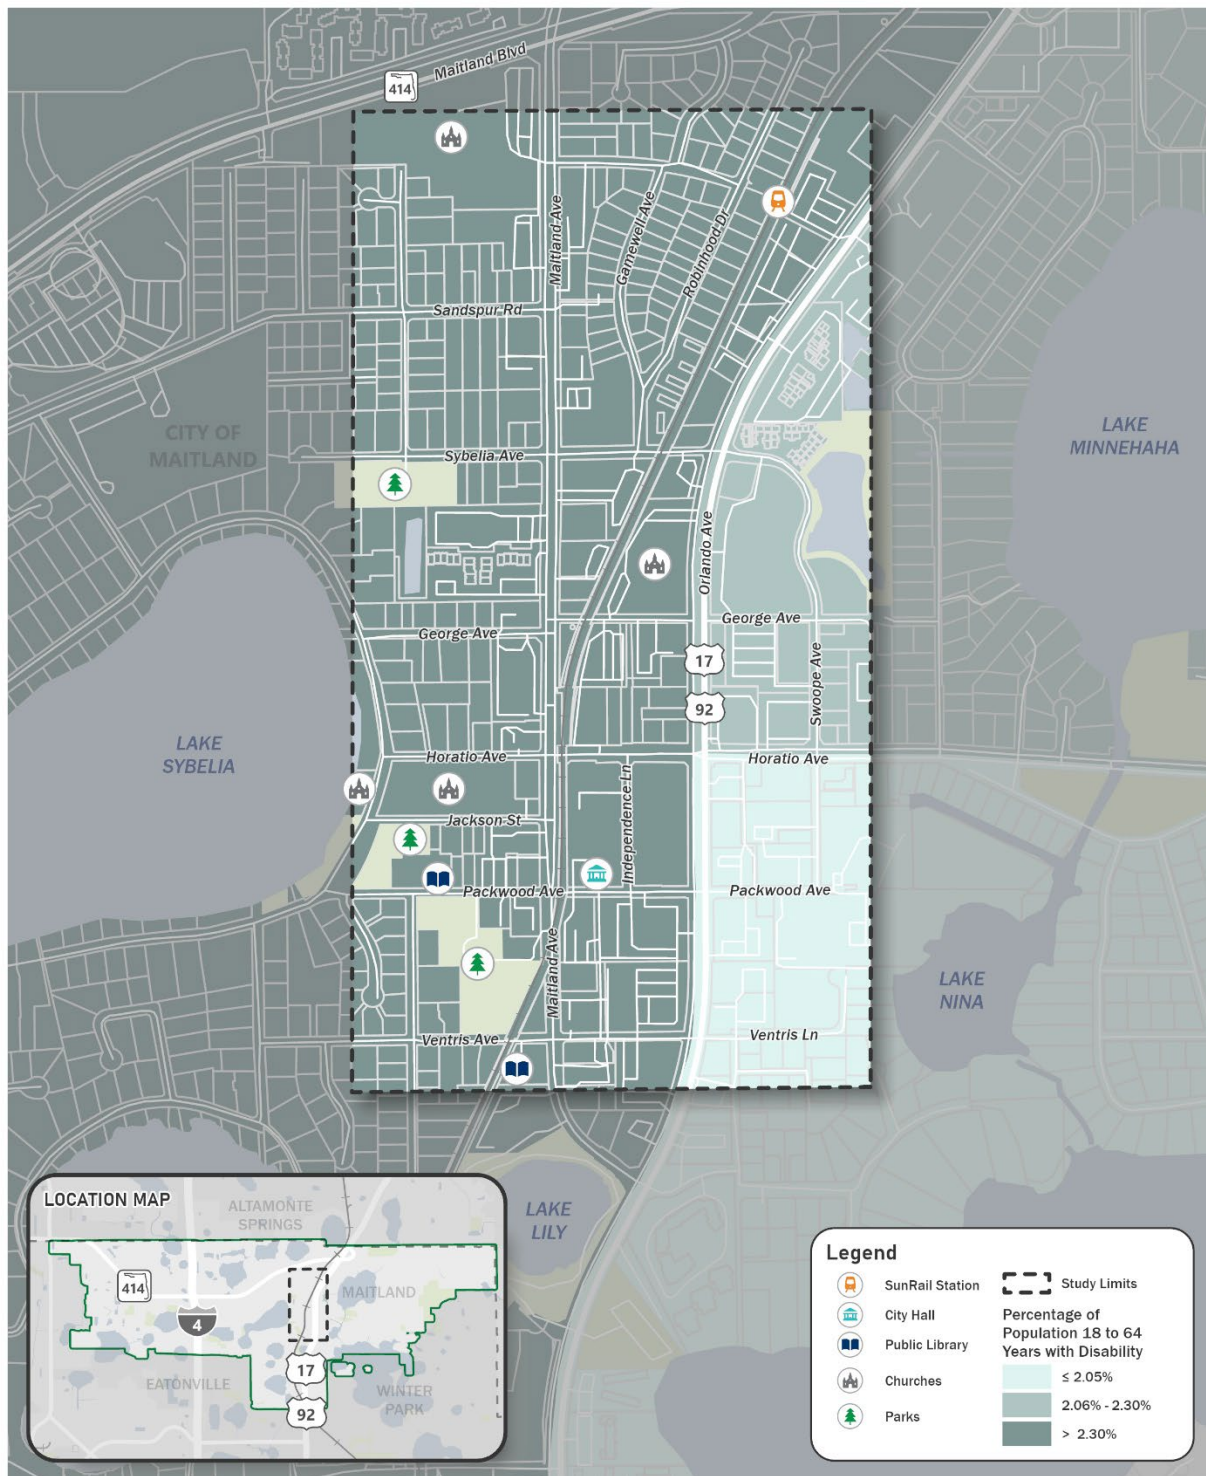 Maitland Blvd
414
Maitland Ave
Gamewell Ave
Robinhood Dr
Sandspur Rd
CITY OF
MAITLAND
LAKE
MINNEHAHA
Sybelia Ave
Orlando Ave
George Ave
George Ave
17
Swoope Ave
92
LAKE
SYBELIA
Horatio Ave
Horatio Ave
Independence Ln
Jackson St
Packwood Ave
Packwood Ave
Maitland Ave
LAKE
NINA
Ventris Ave
Ventris Ln
LAKE
LILY
LOCATION MAP
ALTAMONTE
SPRINGS
414
MAITLAND
4
17
EATONVILLE
WINTER
PARK
92
Legend
SunRail Station
City Hall
Public Library
Churches
Parks
Study Limits
Percentage of
Population 18 to 64
Years with Disability
≤ 2.05%
2.06% - 2.30%
> 2.30%